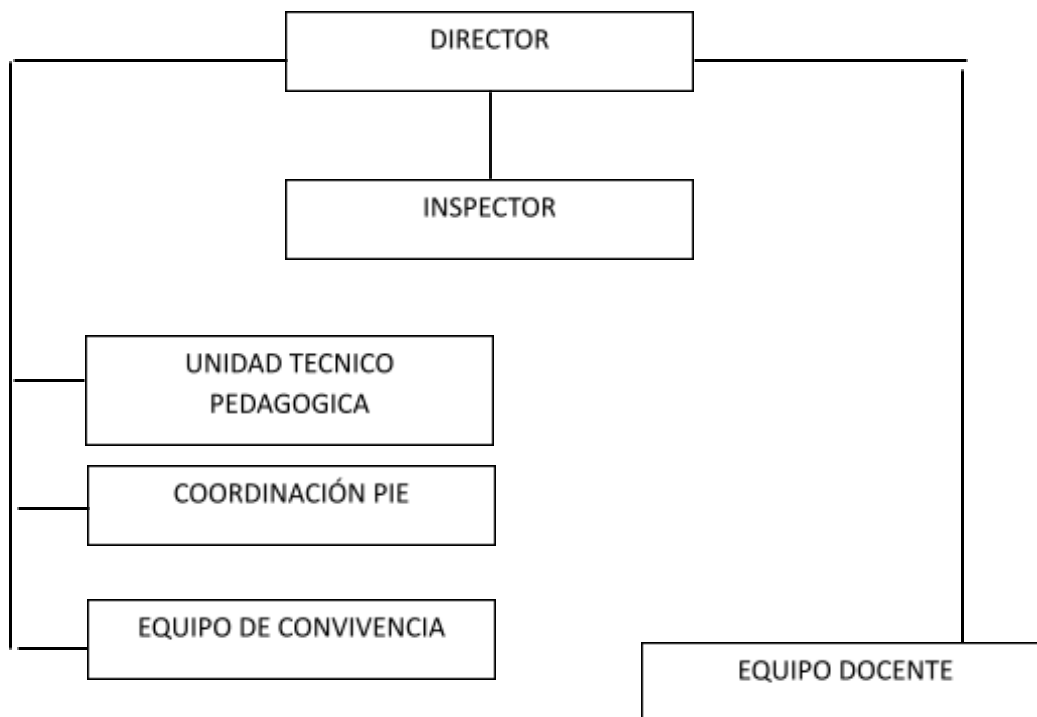 DIRECTOR
INSPECTOR
UNIDAD TECNICO
PEDAGOGICA
COORDINACIÓN PIE
EQUIPO DE CONVIVENCIA
EQUIPO DOCENTE